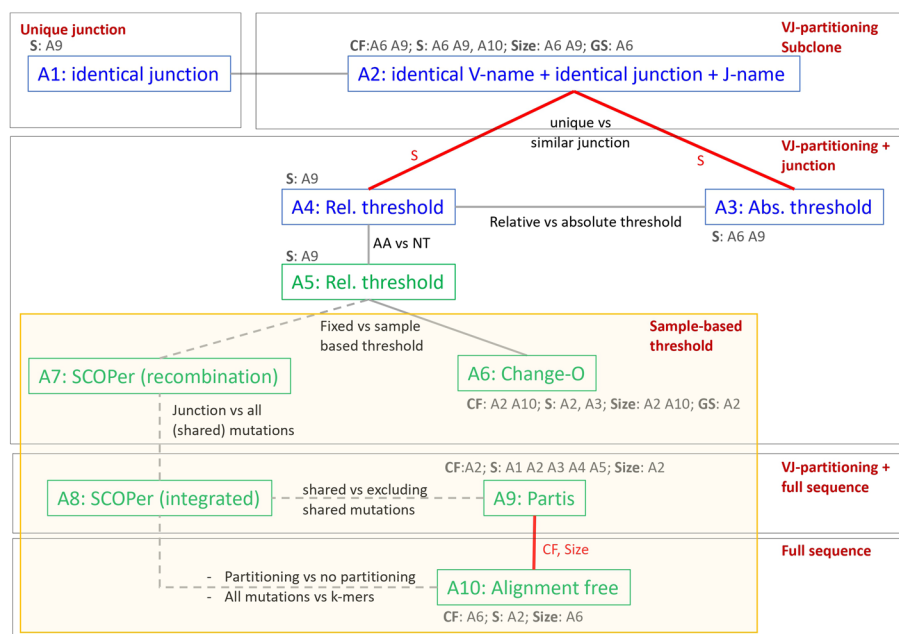 Unique junction
S: A9
A1: identical junction
CF:A6 A9; S: A6 A9, A10; Size: A6 A9; GS: A6
VJ-partitioning
Subclone
A2: identical V-name + identical junction + J-name
unique vs
similar junction
S
S
VJ-partitioning +
junction
S: A9
A4: Rel. threshold
Relative vs absolute threshold
A3: Abs. threshold
S: A6 A9
AA vs NT
S: A9
A5: Rel. threshold
Fixed vs sample
based threshold
Sample-based
threshold
A7: SCOPer (recombination)
A6: Change-O
CF: A2 A10; S: A2, A3; Size: A2 A10; GS: A2
Junction vs all
(shared) mutations
CF:A2; S: A1 A2 A3 A4 A5; Size: A2
VJ-partitioning +
full sequence
A8: SCOPer (integrated)
shared vs excluding
shared mutations
A9: Partis
CF, Size
Full sequence
- Partitioning vs no partitioning
- All mutations vs k-mers
A10: Alignment free
CF: A6; S: A2; Size: A6